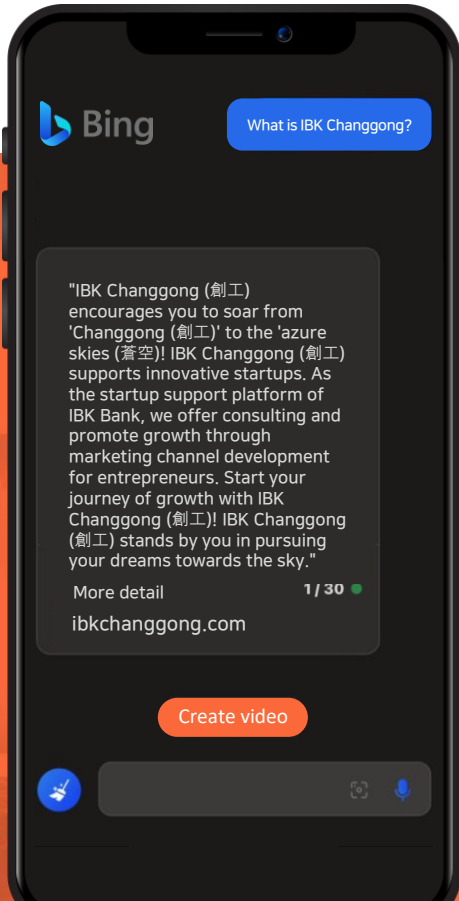 Bing
What is IBK Changgong?
"IBK Changgong (創工)
encourages you to soar from
'Changgong (創工)' to the 'azure
skies (蒼空)! IBK Changgong (創工)
supports innovative startups. As
the startup support platform of
IBK Bank, we offer consulting and
promote growth through
marketing channel development
for entrepreneurs. Start your
journey of growth with IBK
Changgong (創工)! IBK Changgong
(創工) stands by you in pursuing
your dreams towards the sky."
More detail 1 / 30
ibkchanggong.com
Create video